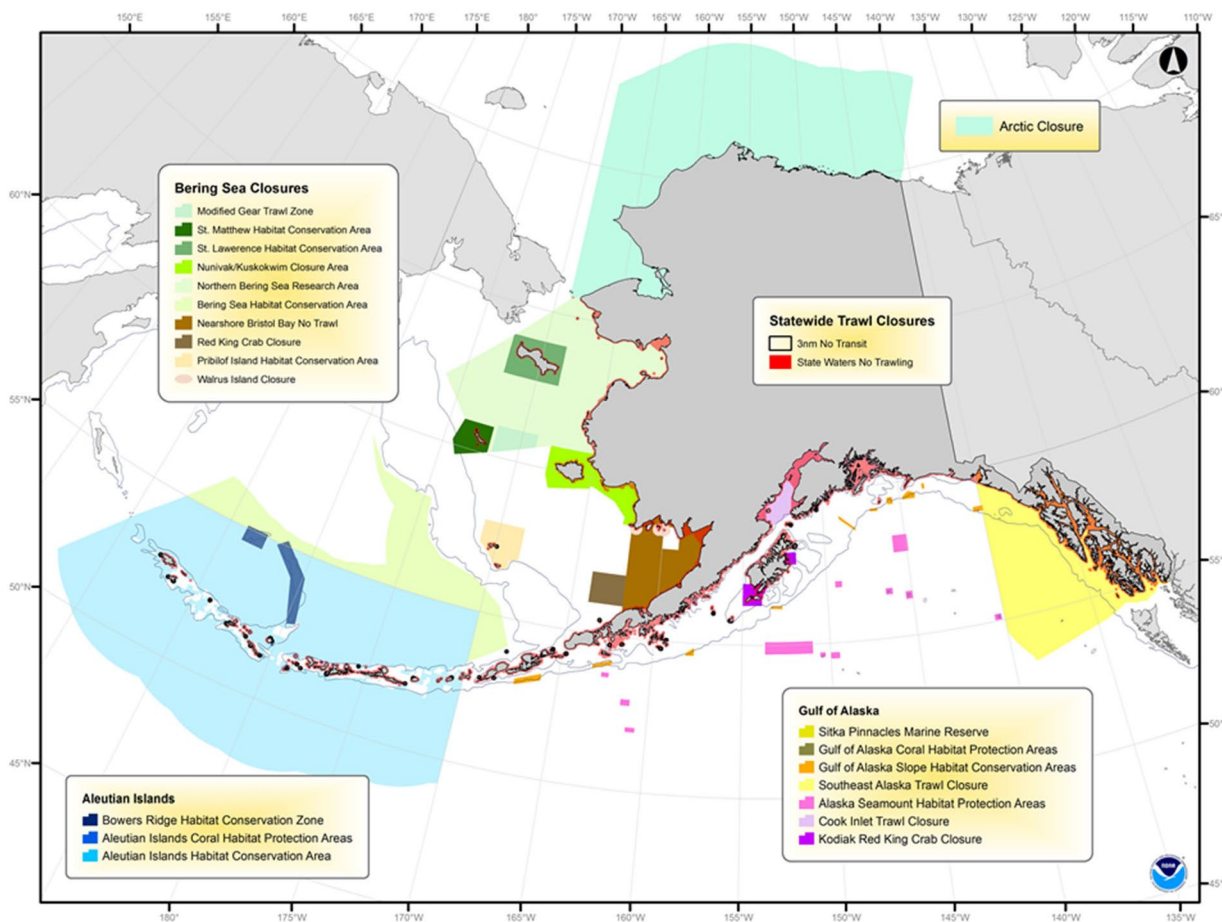 150°E 155°E 160°E 165°E 170°E 175°E 180° 175°W 170°W 165°W 160°W 155°W 150°W 145°W 140°W 130°W 125°W 120°W 115°W 110°W
Arctic Closure
Bering Sea Closures
Modified Gear Trawl Zone
St. Matthew Habitat Conservation Area
St. Lawerence Habitat Conservation Area
Nunivak/Kuskokwim Closure Area
Northern Bering Sea Research Area
Bering Sea Habitat Conservation Area
Nearshore Bristol Bay No Trawl
Red King Crab Closure
Pribilof Island Habitat Conservation Area
Walrus Island Closure
Statewide Trawl Closures
3nm No Transit
State Waters No Trawling
60°N
55°N
50°N
45°N
65°
60°N
55°N
50°N
45°
Gulf of Alaska
Sitka Pinnacles Marine Reserve
Gulf of Alaska Coral Habitat Protection Areas
Gulf of Alaska Slope Habitat Conservation Areas
Southeast Alaska Trawl Closure
Alaska Seamount Habitat Protection Areas
Cook Inlet Trawl Closure
Kodiak Red King Crab Closure
Aleutian Islands
Bowers Ridge Habitat Conservation Zone
Aleutian Islands Coral Habitat Protection Areas
Aleutian Islands Habitat Conservation Area
NOAA
180° 175°W 170°W 165°W 160°W 155°W 150°W 145°W 140°W 135°W